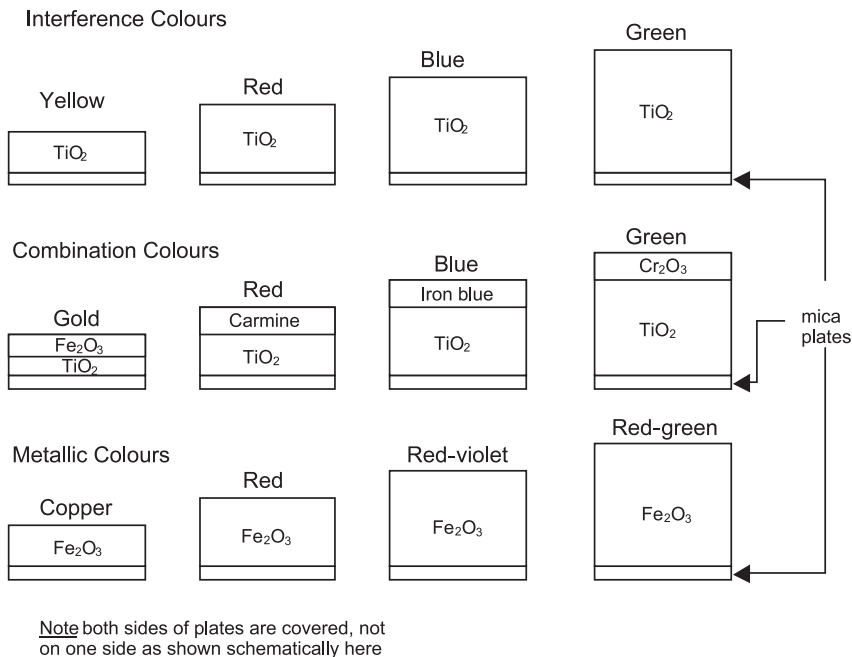 Interference Colours
Yellow
Red
Blue
Green
TiO₂
TiO₂
TiO₂
TiO₂
Combination Colours
Gold
Red
Blue
Green
Fe₂O₃
TiO₂
Carmine
TiO₂
Iron blue
TiO₂
Cr₂O₃
TiO₂
mica
plates
Metallic Colours
Copper
Red
Red-violet
Red-green
Fe₂O₃
Fe₂O₃
Fe₂O₃
Fe₂O₃
Note both sides of plates are covered, not
on one side as shown schematically here